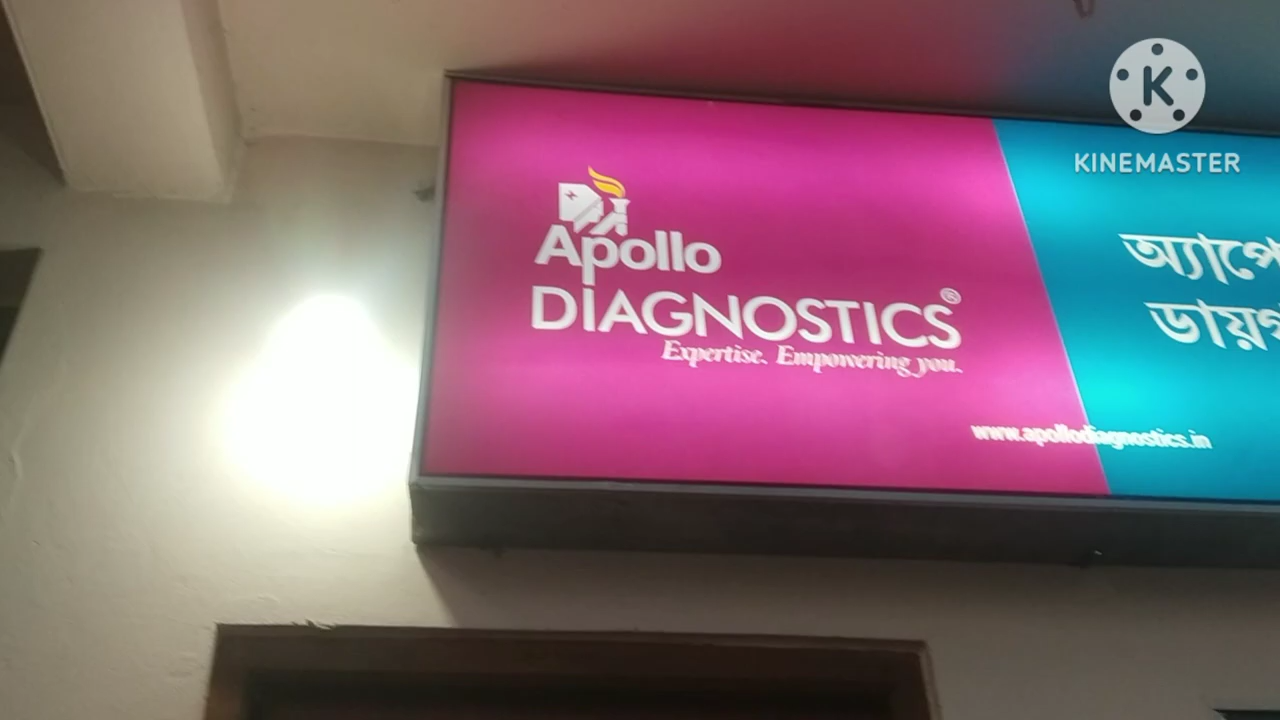 KINEMASTER
Apollo
DIAGNOSTICS®
Expertise. Empowering you.
www.apollodiagnostics.in